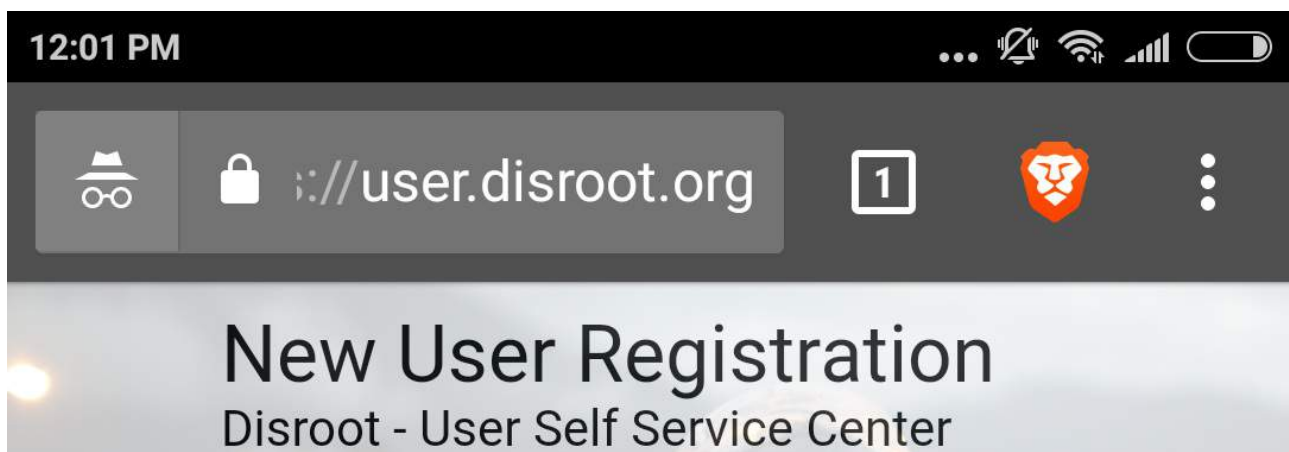 12:01 PM
s://user.disroot.org
1
New User Registration
Disroot - User Self Service Center